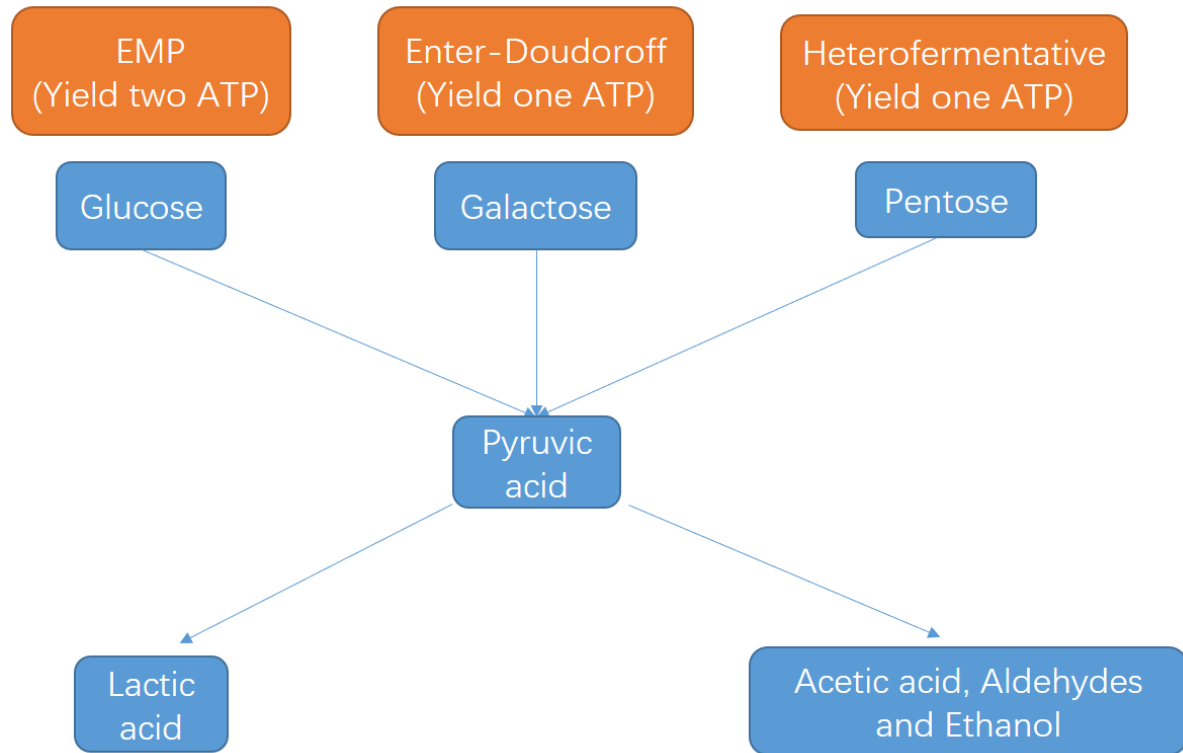 EMP
(Yield two ATP)
Enter-Doudoroff
(Yield one ATP)
Heterofermentative
(Yield one ATP)
Glucose
Galactose
Pentose
Pyruvic
acid
Lactic
acid
Acetic acid, Aldehydes
and Ethanol